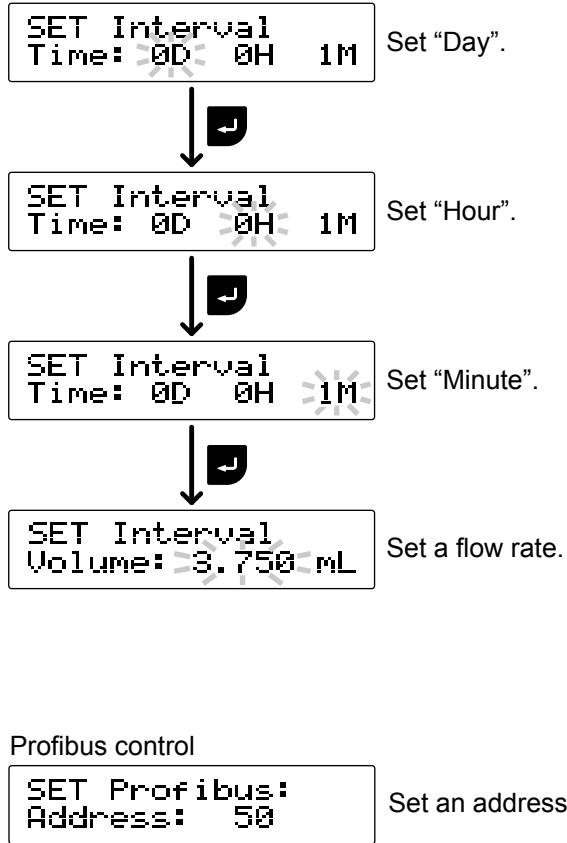 SET Interval
Time: 0D 0H 1M
Set “Day”.
SET Interval
Time: 0D 0H 1M
Set “Hour”.
SET Interval
Time: 0D 0H 1M
Set “Minute”.
SET Interval
Volume: 3.750 mL
Set a flow rate.
Profibus control
SET Profibus:
Address: 50
Set an address